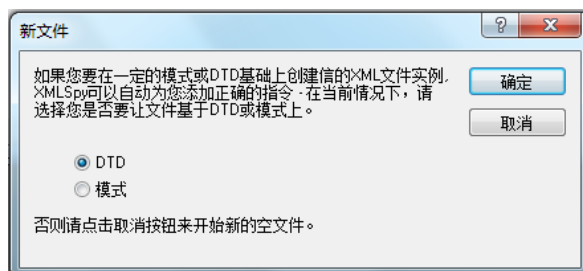 新文件
如果您要在一定的模式或DTD基础上创建信的XML文件实例,
XMLSpy可以自动为您添加正确的指令 - 在当前情况下，请
选择您是否要让文件基于DTD或模式上。
确定
取消
DTD
模式
否则请点击取消按钮来开始新的空文件。